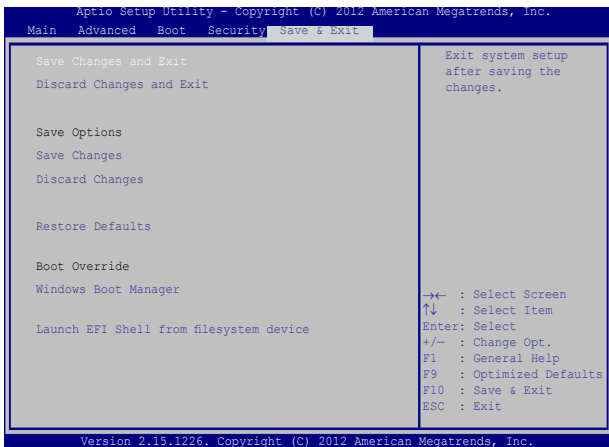 Aptio Setup Utility - Copyright (C) 2012 American Megatrends, Inc.
Main Advanced Boot Security Save & Exit
Save Changes and Exit
Discard Changes and Exit
Save Options
Save Changes
Discard Changes
Restore Defaults
Boot Override
Windows Boot Manager
Launch EFI Shell from filesystem device
Exit system setup
after saving the
changes.
→← : Select Screen
↑↓ : Select Item
Enter: Select
+/— : Change Opt.
F1 : General Help
F9 : Optimized Defaults
F10 : Save & Exit
ESC : Exit
Version 2.15.1226. Copyright (C) 2012 American Megatrends, Inc.